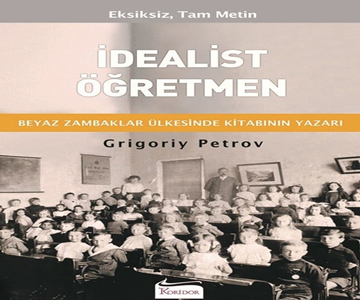 Eksiksiz, Tam Metin
İDEALİST
ÖĞRETMEN
BEYAZ ZAMBAKLAR ÜLKESİNDE KİTABININ YAZARI
Grigoriy Petrov
KORİDOR